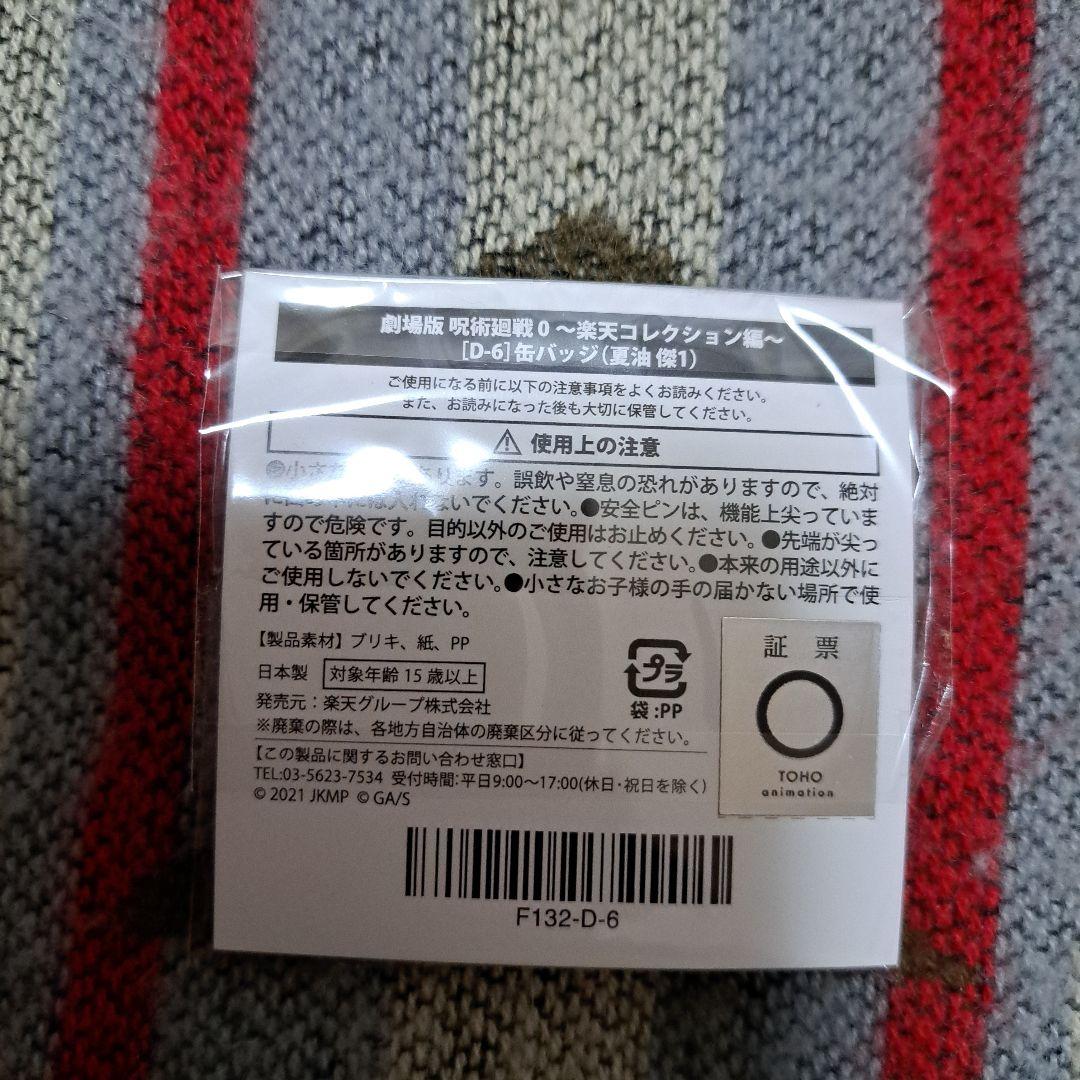 劇場版 呪術廻戦 0 ～楽天コレクション編～
[D-6]缶バッジ(夏油 傑1)
ご使用になる前に以下の注意事項をよくお読みください。
また、お読みになった後も大切に保管してください。
⚠ 使用上の注意
ります。誤飲や窒息の恐れがありますので、絶対
入れないでください。●安全ピンは、機能上尖っていま
すので危険です。目的以外のご使用はお止めください。●先端が尖っ
ている箇所がありますので、注意してください。●本来の用途以外に
ご使用しないでください。●小さなお子様の手の届かない場所で使
用・保管してください。
【製品素材】ブリキ、紙、PP
日本製 対象年齢 15 歳以上
発売元：楽天グループ株式会社
※廃棄の際は、各地方自治体の廃棄区分に従ってください。
【この製品に関するお問い合わせ窓口】
TEL:03-5623-7534 受付時間：平日9:00～17:00(休日・祝日を除く)
© 2021 JKMP © GA/S
プラ
袋 :PP
証 票
TOHO
animation
F132-D-6